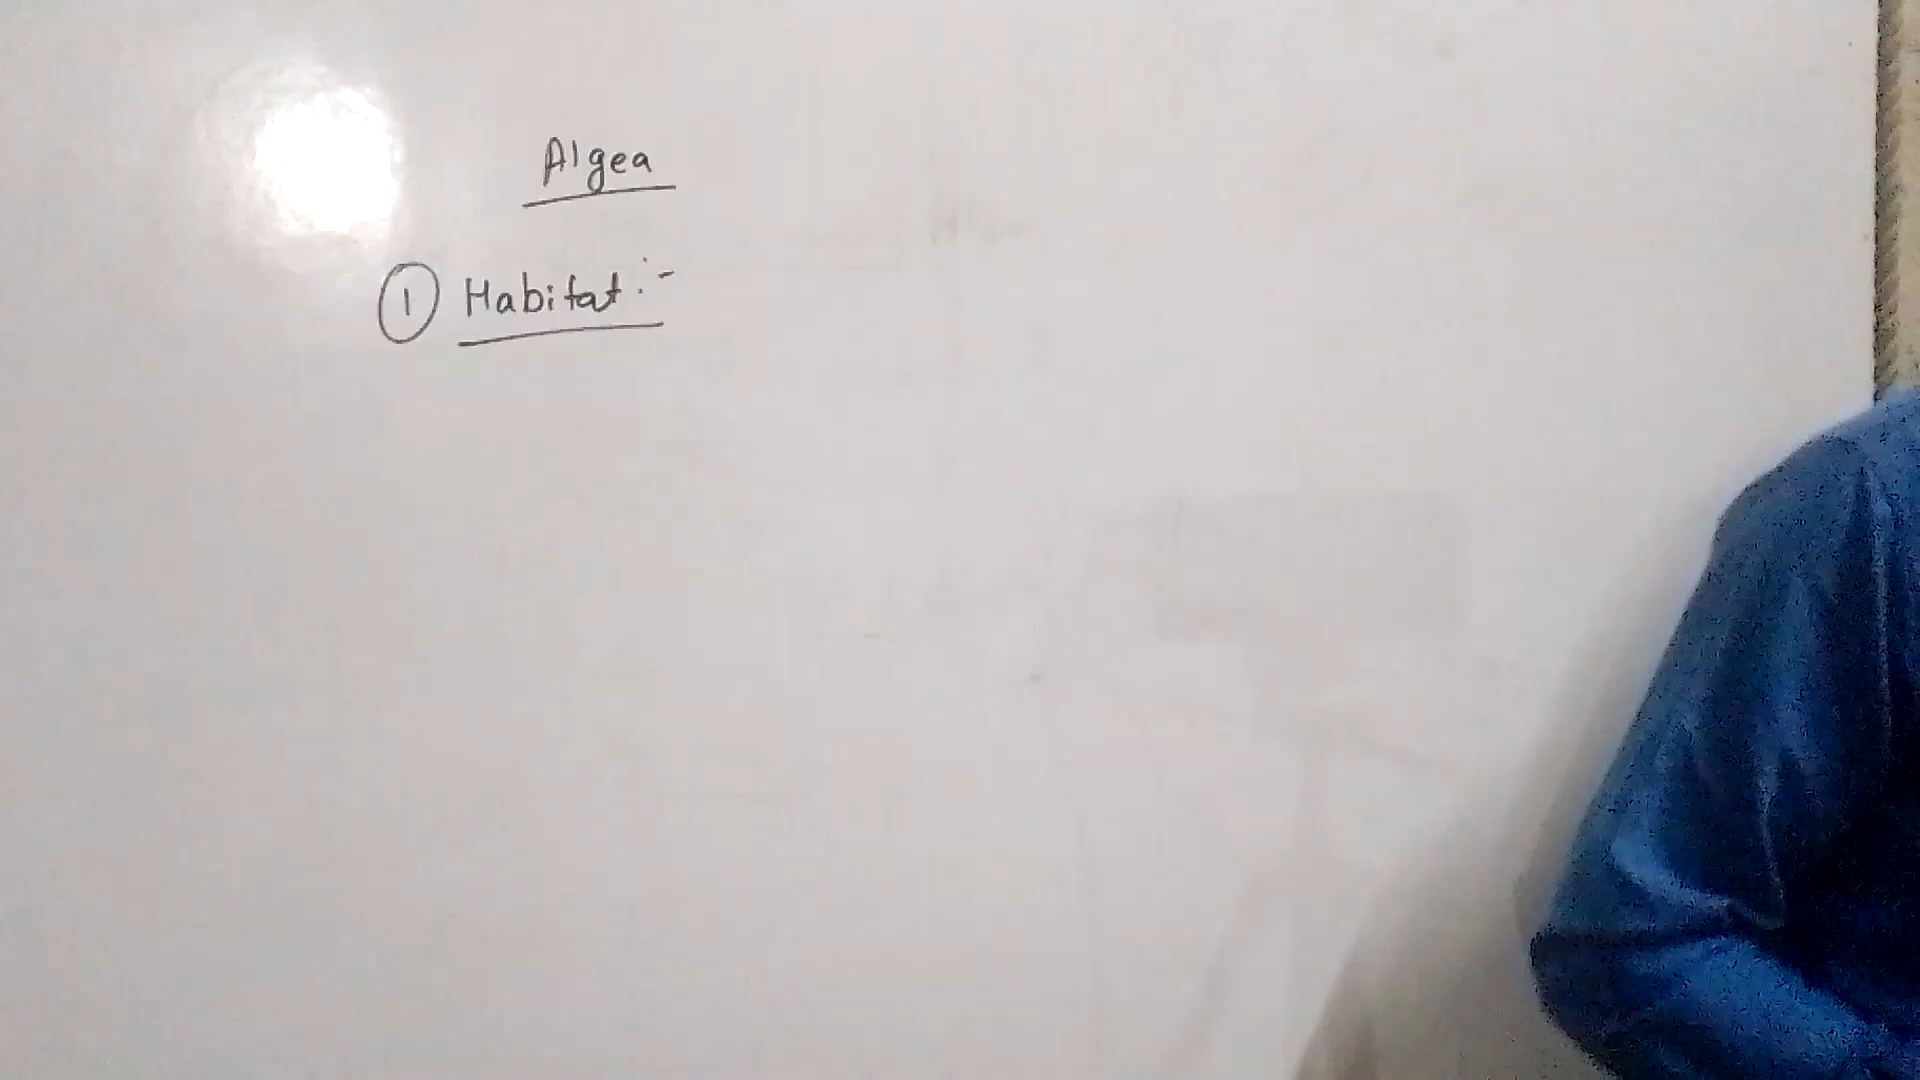 Algea
① Habitat :-